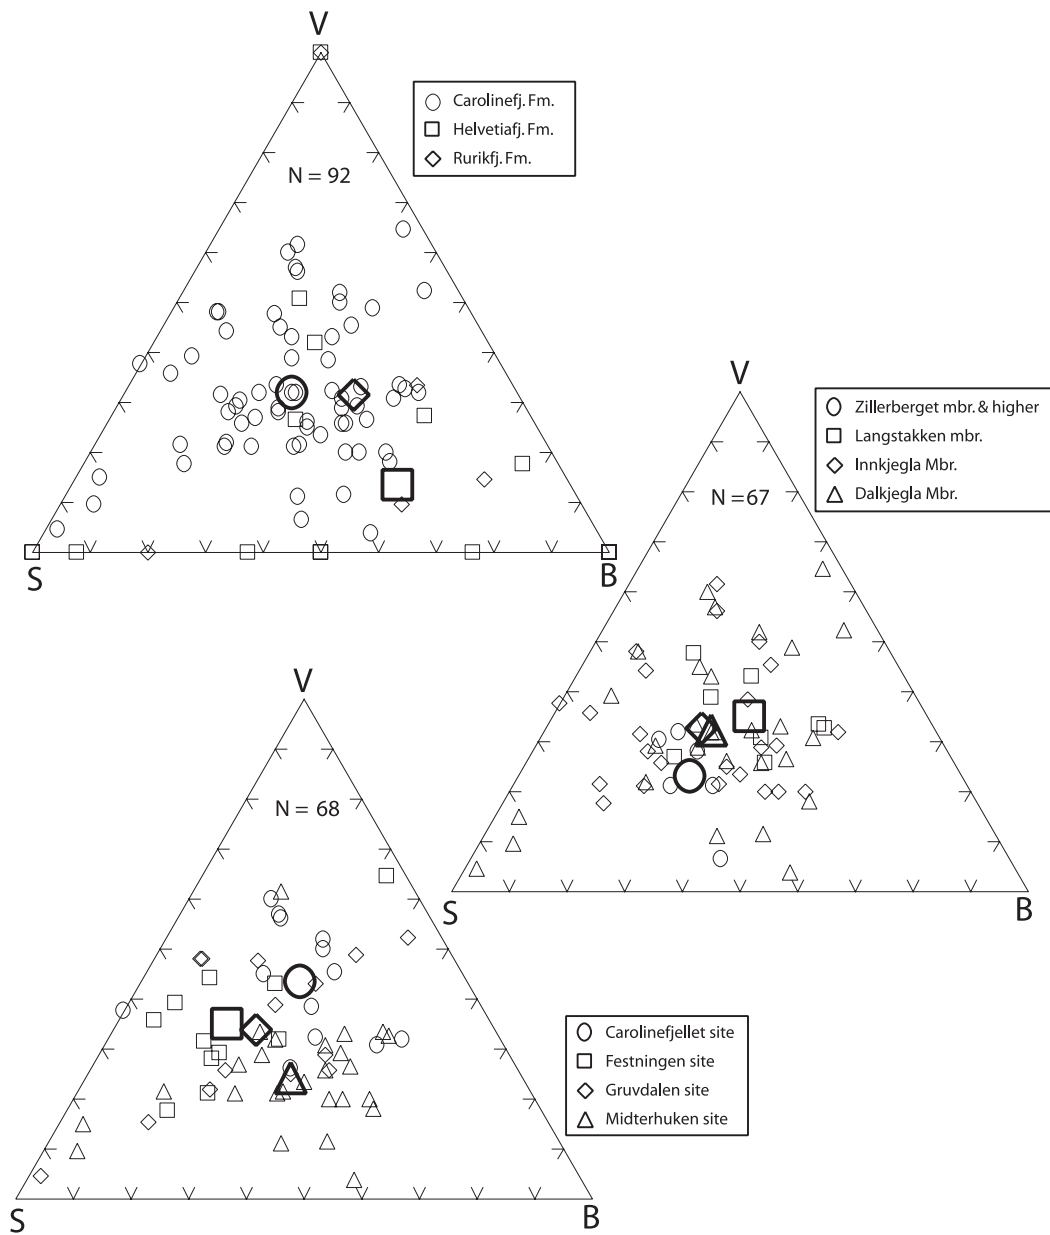 V
Carolinefj. Fm.
Helvetiafj. Fm.
Rurikfj. Fm.
N = 92
S
B
V
Zillerberget mbr. & higher
Langstakken mbr.
Innkjegla Mbr.
Dalkjegla Mbr.
N = 67
S
B
V
N = 68
Carolinefjellet site
Festningen site
Gruvdalen site
Midterhuken site
S
B